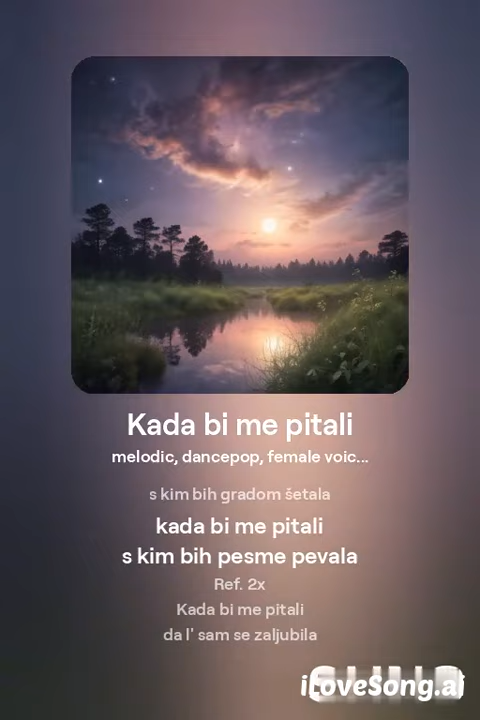 Kada bi me pitali
melodic, dancepop, female voic...
s kim bih gradom šetala
kada bi me pitali
s kim bih pesme pevala
Ref. 2x
Kada bi me pitali
da l' sam se zaljubila
iLoveSong.ai